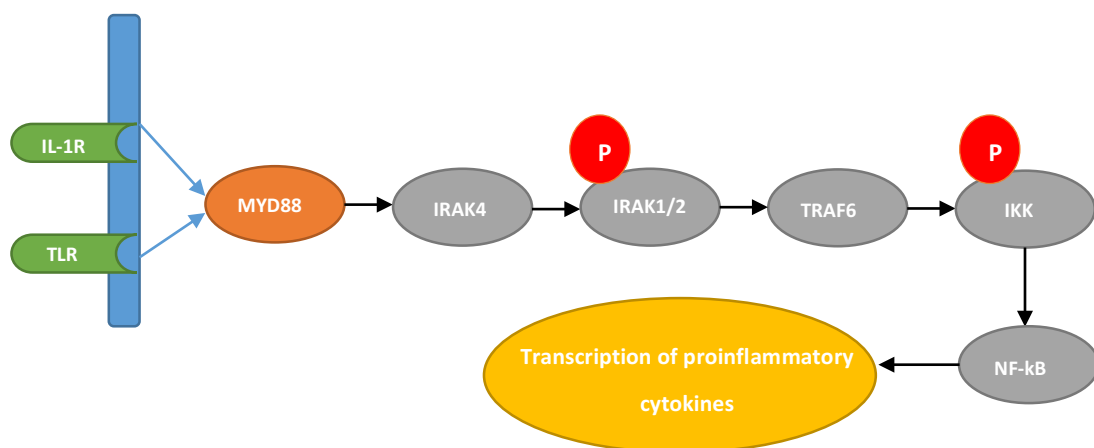 IL-1R
TLR
MYD88
IRAK4
P
IRAK1/2
TRAF6
P
IKK
NF-kB
Transcription of proinflammatory
cytokines